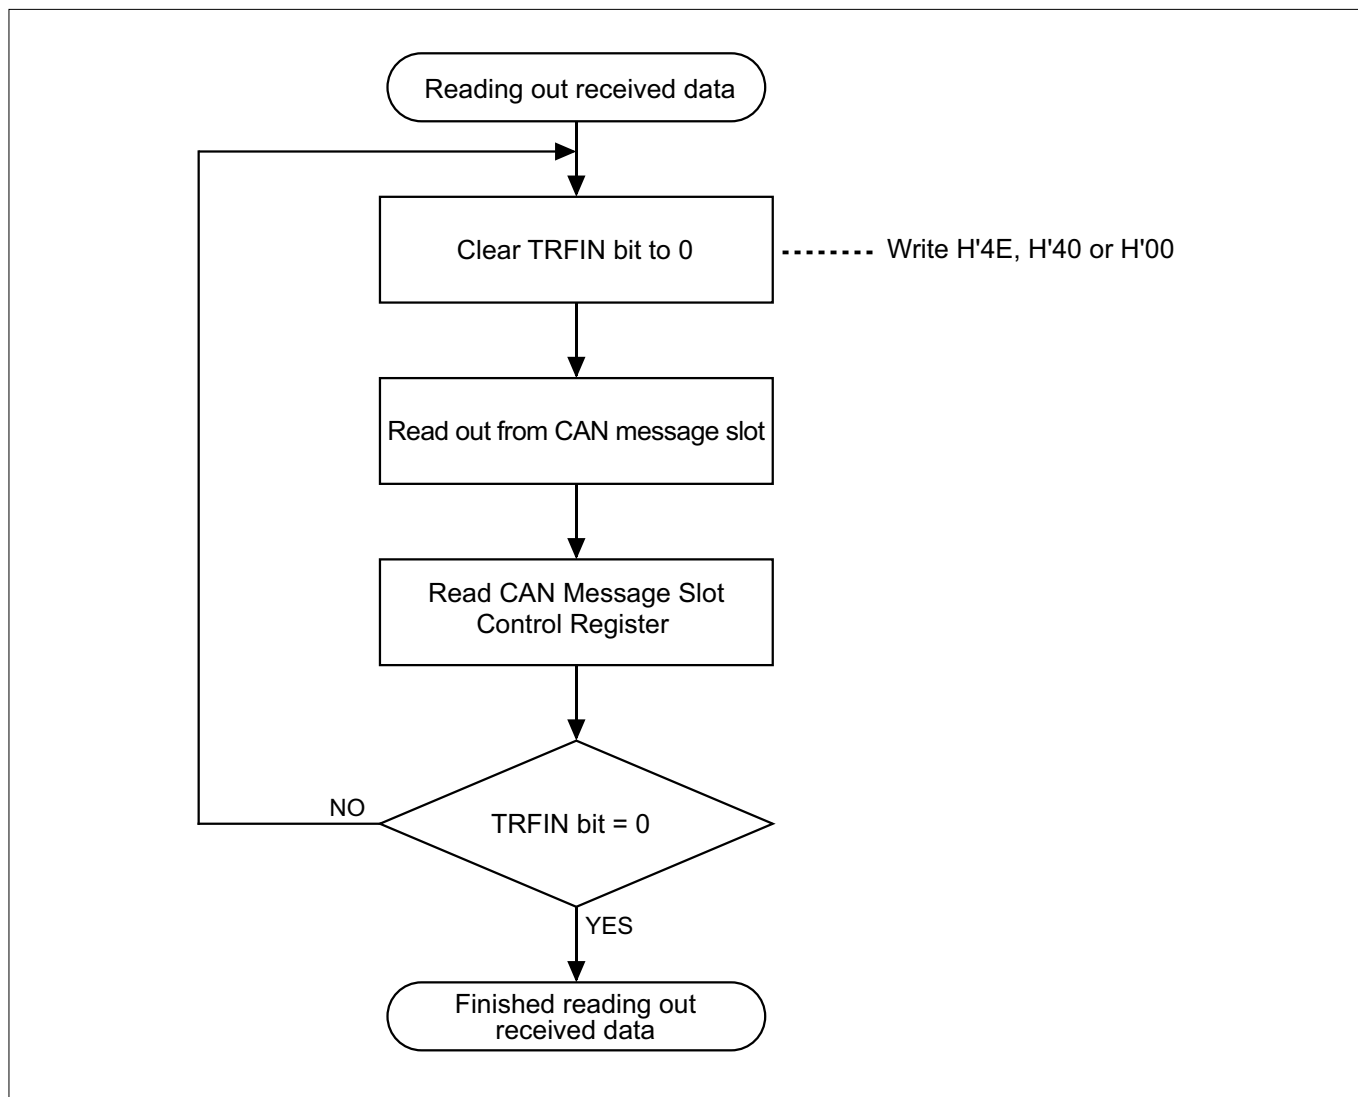 Reading out received data
Clear TRFIN bit to 0
Write H'4E, H'40 or H'00
Read out from CAN message slot
Read CAN Message Slot
Control Register
NO
TRFIN bit = 0
YES
Finished reading out
received data